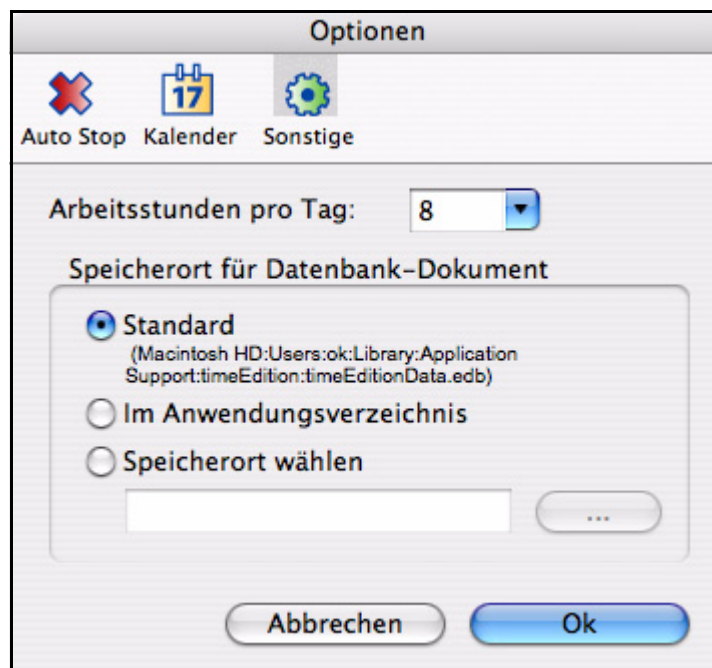 Optionen
17
Auto Stop Kalender Sonstige
Arbeitsstunden pro Tag: 8
Speicherort für Datenbank-Dokument
Standard
(Macintosh HD:Users:ok:Library:Application
Support:timeEdition:timeEditionData.edb)
Im Anwendungsverzeichnis
Speicherort wählen
...
Abbrechen Ok